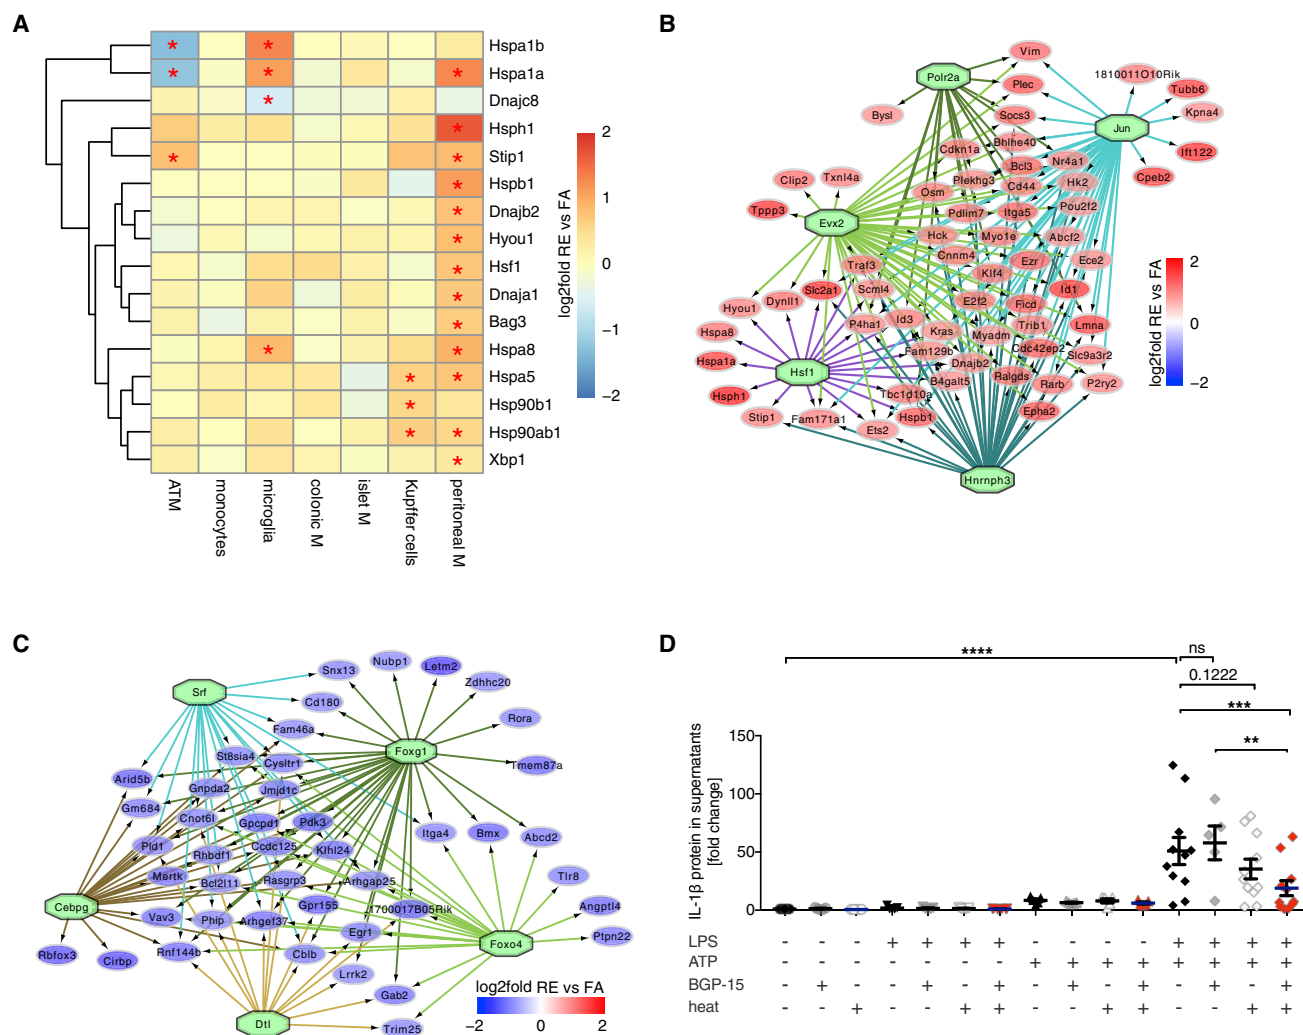 A
Hspa1b
Hspa1a
Dnajc8
Hsph1
Stip1
Hspb1
Dnajb2
Hyou1
Hsf1
Dnaja1
Bag3
Hspa8
Hspa5
Hsp90b1
Hsp90ab1
Xbp1
* *
* * *
*
*
* *
*
*
*
*
*
*
* *
* *
*
* *
*
ATM
monocytes
microglia
colonic M
islet M
Kupffer cells
peritoneal M
2
1
0
−1
−2
log2fold RE vs FA
B
Vim
Polr2a
Plec
1810011O10Rik
Tubb6
Bysl
Socs3
Kpna4
Jun
Cdkn1a
Bhlhe40
Ift122
Bcl3
Nr4a1
Cpeb2
Clip2
Txnl4a
Plekhg3
Cd44
Hk2
Osm
Tppp3
Pdlim7
Itga5
Pou2f2
Evx2
Hck
Myo1e
Abcf2
Cnnm4
Ezr
Ece2
Traf3
Klf4
Slc2a1
Scml4
Id1
Hyou1
Dynll1
E2f2
Ficd
Hspa8
P4ha1
Id3
Kras
Myadm
Trib1
Lmna
Fam129b
Cdc42ep2
Slc9a3r2
Hspa1a
Hsf1
Dnajb2
B4galt5
Ralgds
Rarb
P2ry2
Hsph1
Tbc1d10a
Stip1
Fam171a1
Hspb1
Epha2
Ets2
Hnrnph3
2
0
−2
log2fold RE vs FA
C
Srf
Snx13
Nubp1
Letm2
Zdhhc20
Cd180
Rora
Fam46a
St8sia4
Cysltr1
Foxg1
Tmem87a
Arid5b
Gnpda2
Jmjd1c
Gm684
Cnot6l
Gpcpd1
Pdk3
Itga4
Bmx
Abcd2
Pld1
Rhbdf1
Ccdc125
Klhl24
Mertk
Bcl2l11
Rasgrp3
Arhgap25
Tlr8
Cebpg
Vav3
Phip
Arhgef37
Gpr155
1700017B05Rik
Angptl4
Egr1
Ptpn22
Rbfox3
Cirbp
Rnf144b
Cblb
Foxo4
Lrrk2
Gab2
Dtl
Trim25
log2fold RE vs FA
−2 0 2
D
ns
****
0.1222
***
**
150
100
50
0
IL-1β protein in supernatants
[fold change]
LPS - - - + + + + - - - - + + + +
ATP - - - - - - - + + + + + + + +
BGP-15 - + - - + - + - + - + - + - +
heat - - + - - + + - - + + - - + +